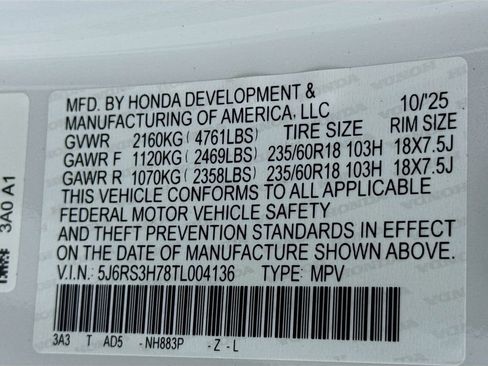 MFD. BY HONDA DEVELOPMENT &
MANUFACTURING OF AMERICA, LLC 10/'25
GVWR 2160KG(4761LBS) TIRE SIZE RIM SIZE
GAWR F 1120KG(2469LBS) 235/60R18 103H 18X7.5J
GAWR R 1070KG(2358LBS) 235/60R18 103H 18X7.5J
THIS VEHICLE CONFORMS TO ALL APPLICABLE
FEDERAL MOTOR VEHICLE SAFETY
AND THEFT PREVENTION STANDARDS IN EFFECT
ON THE DATE OF MANUFACTURE SHOWN ABOVE.
V.I.N.: 5J6RS3H78TL004136 TYPE: MPV
3A3 T AD5 -NH883P -Z-L
3A0 A1
HONDA